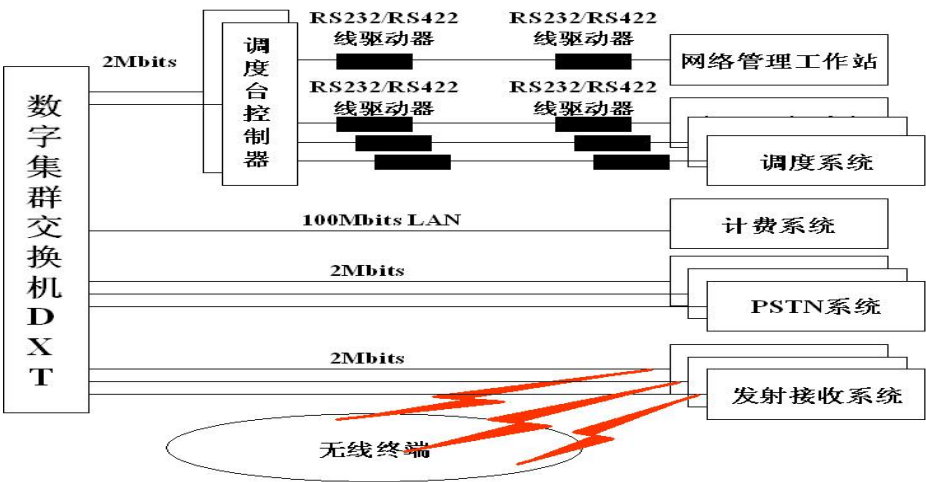 数字集群交换机DXT
2Mbits
调度台控制器
RS232/RS422
线驱动器
RS232/RS422
线驱动器
网络管理工作站
RS232/RS422
线驱动器
RS232/RS422
线驱动器
调度系统
100Mbits LAN
计费系统
2Mbits
PSTN系统
2Mbits
发射接收系统
无线终端